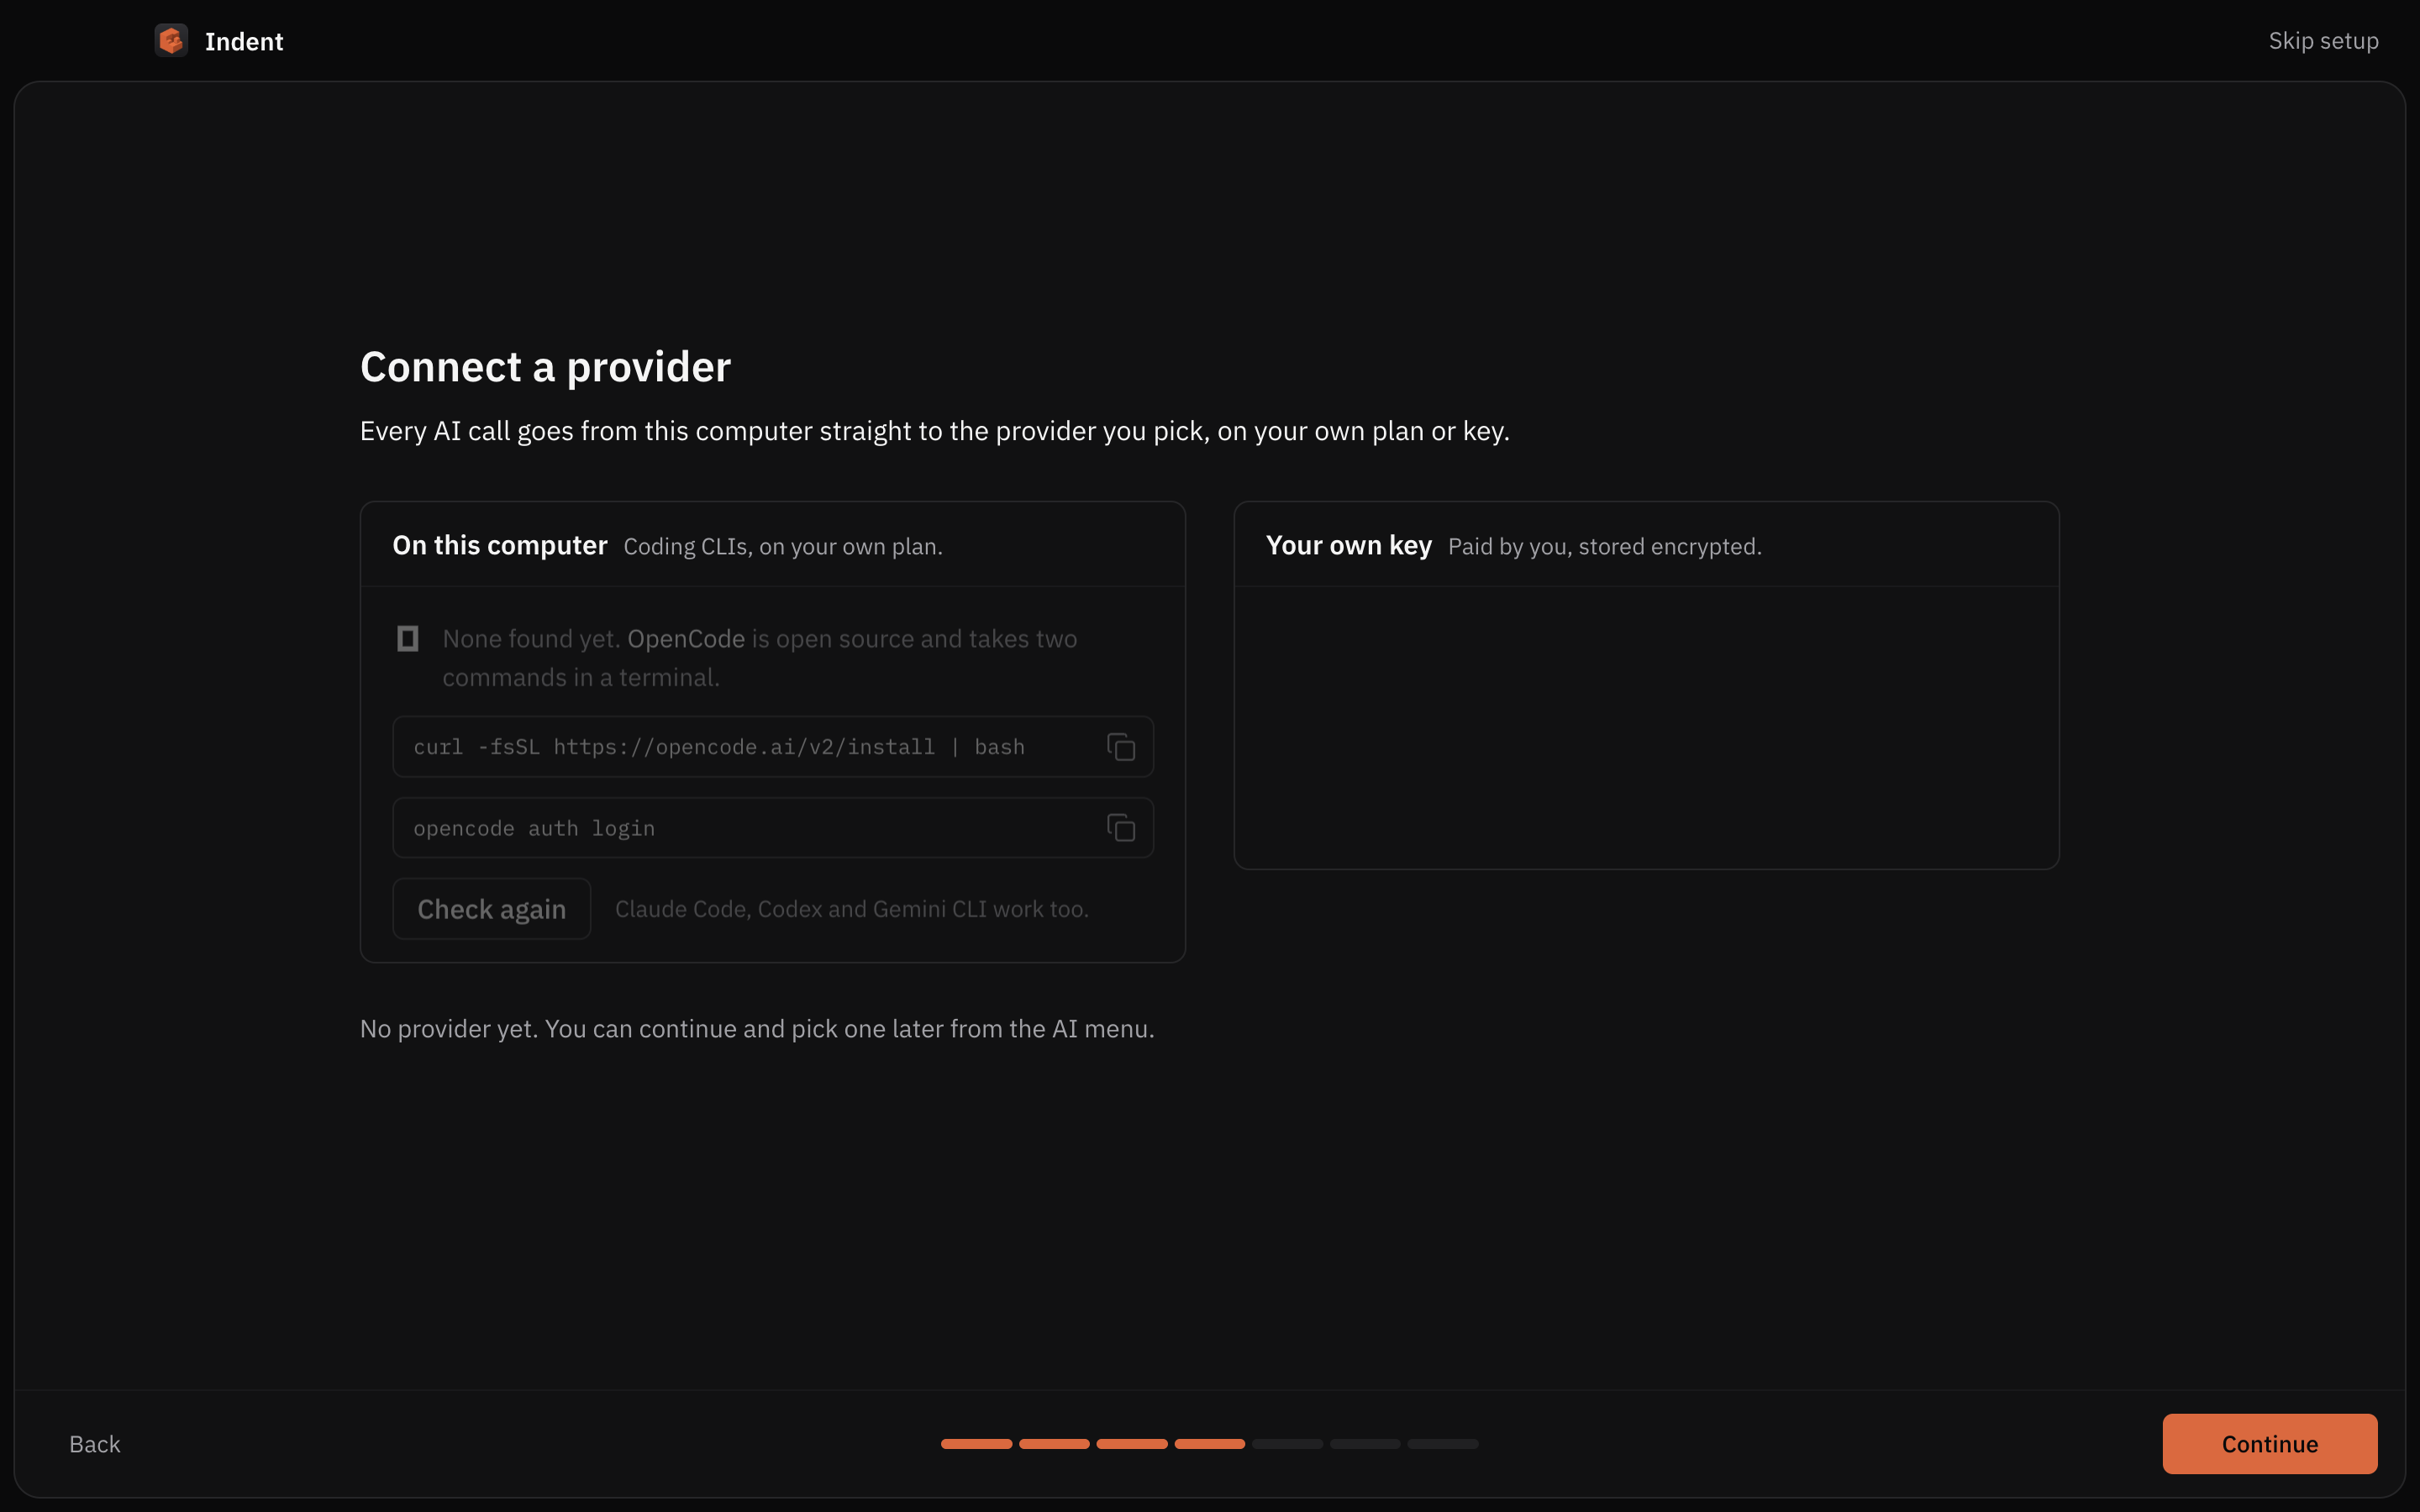 Indent
Skip setup
Connect a provider
Every AI call goes from this computer straight to the provider you pick, on your own plan or key.
On this computer Coding CLIs, on your own plan.
None found yet. OpenCode is open source and takes two
commands in a terminal.
curl -fsSL https://opencode.ai/v2/install | bash
opencode auth login
Check again Claude Code, Codex and Gemini CLI work too.
Your own key Paid by you, stored encrypted.
No provider yet. You can continue and pick one later from the AI menu.
Back
Continue